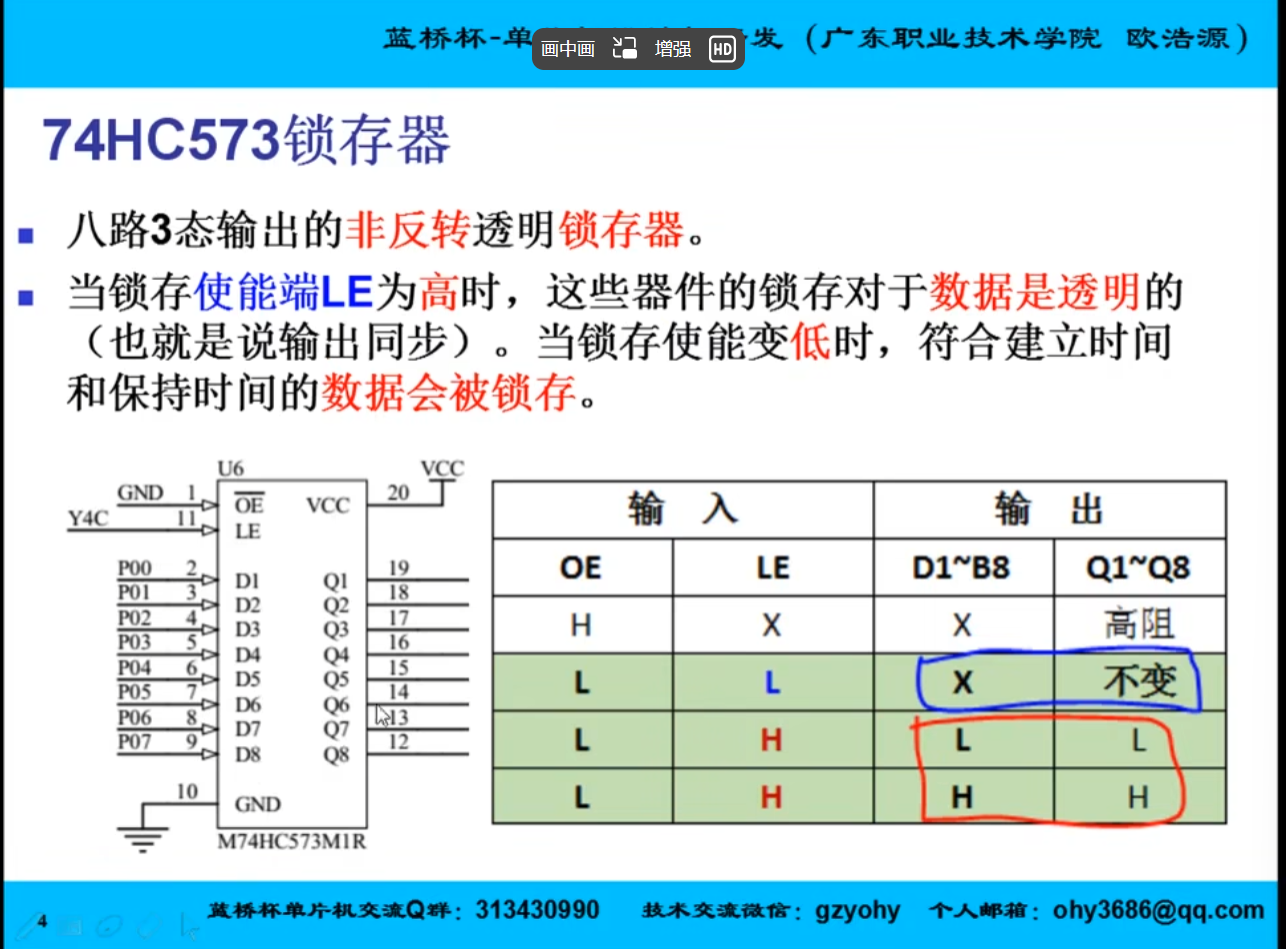 蓝桥杯-单
发（广东职业技术学院 欧浩源）
画中画 增强 HD
74HC573锁存器
八路3态输出的非反转透明锁存器。
当锁存使能端LE为高时，这些器件的锁存对于数据是透明的
（也就是说输出同步）。当锁存使能变低时，符合建立时间
和保持时间的数据会被锁存。
U6
VCC
GND 1 OE VCC 20
Y4C 11 LE
P00 2 D1 Q1 19
P01 3 D2 Q2 18
P02 4 D3 Q3 17
P03 5 D4 Q4 16
P04 6 D5 Q5 15
P05 7 D6 Q6 14
P06 8 D7 Q7 13
P07 9 D8 Q8 12
10 GND
M74HC573M1R
输 入 输 出
OE LE D1~B8 Q1~Q8
H X X 高阻
L L X 不变
L H L L
L H H H
4
蓝桥杯单片机交流Q群：313430990 技术交流微信：gzyohy 个人邮箱：ohy3686@qq.com